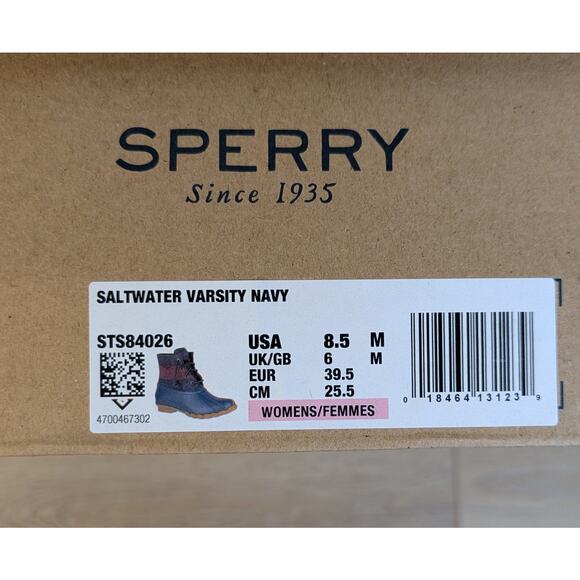 SPERRY
Since 1935
SALTWATER VARSITY NAVY
STS84026
4700467302
USA 8.5 M
UK/GB 6 M
EUR 39.5
CM 25.5
WOMENS/FEMMES
0 18464 13123 9